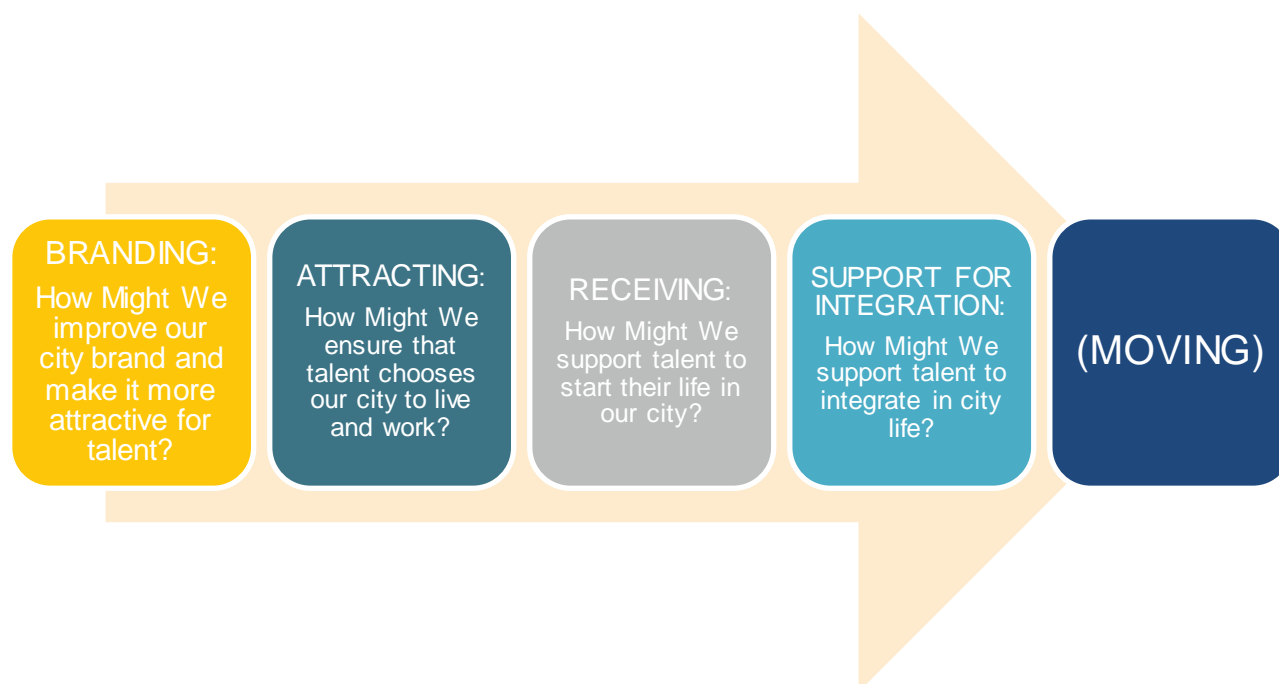 BRANDING:
How Might We
improve our
city brand and
make it more
attractive for
talent?
ATTRACTING:
How Might We
ensure that
talent chooses
our city to live
and work?
RECEIVING:
How Might We
support talent to
start their life in
our city?
SUPPORT FOR
INTEGRATION:
How Might We
support talent to
integrate in city
life?
(MOVING)